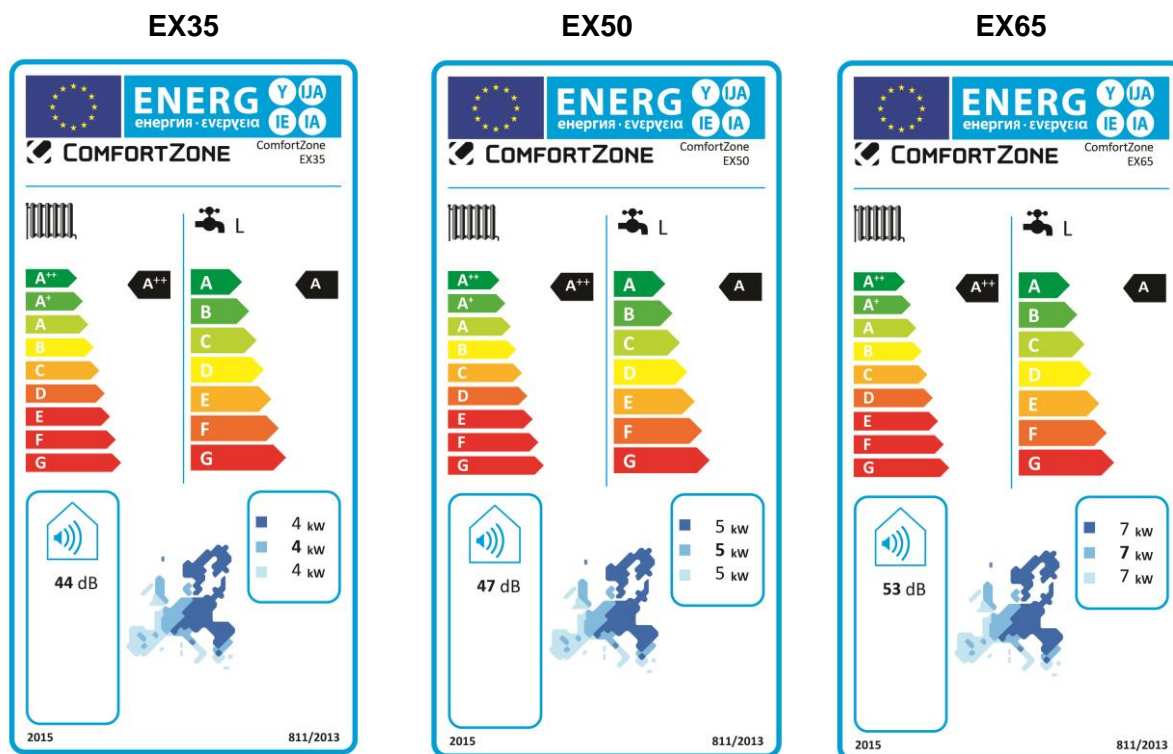 EX35
ENERG Y IJA
енергия · ενεργεια IE IA
COMFORTZONE
ComfortZone
EX35
L
A++
A+
A
B
C
D
E
F
G
A++
A
B
C
D
E
F
G
A
44 dB
4 kW
4 kW
4 kW
2015
811/2013
EX50
ENERG Y IJA
енергия · ενεργεια IE IA
COMFORTZONE
ComfortZone
EX50
L
A++
A+
A
B
C
D
E
F
G
A++
A
B
C
D
E
F
G
A
47 dB
5 kW
5 kW
5 kW
2015
811/2013
EX65
ENERG Y IJA
енергия · ενεργεια IE IA
COMFORTZONE
ComfortZone
EX65
L
A++
A+
A
B
C
D
E
F
G
A++
A
B
C
D
E
F
G
A
53 dB
7 kW
7 kW
7 kW
2015
811/2013